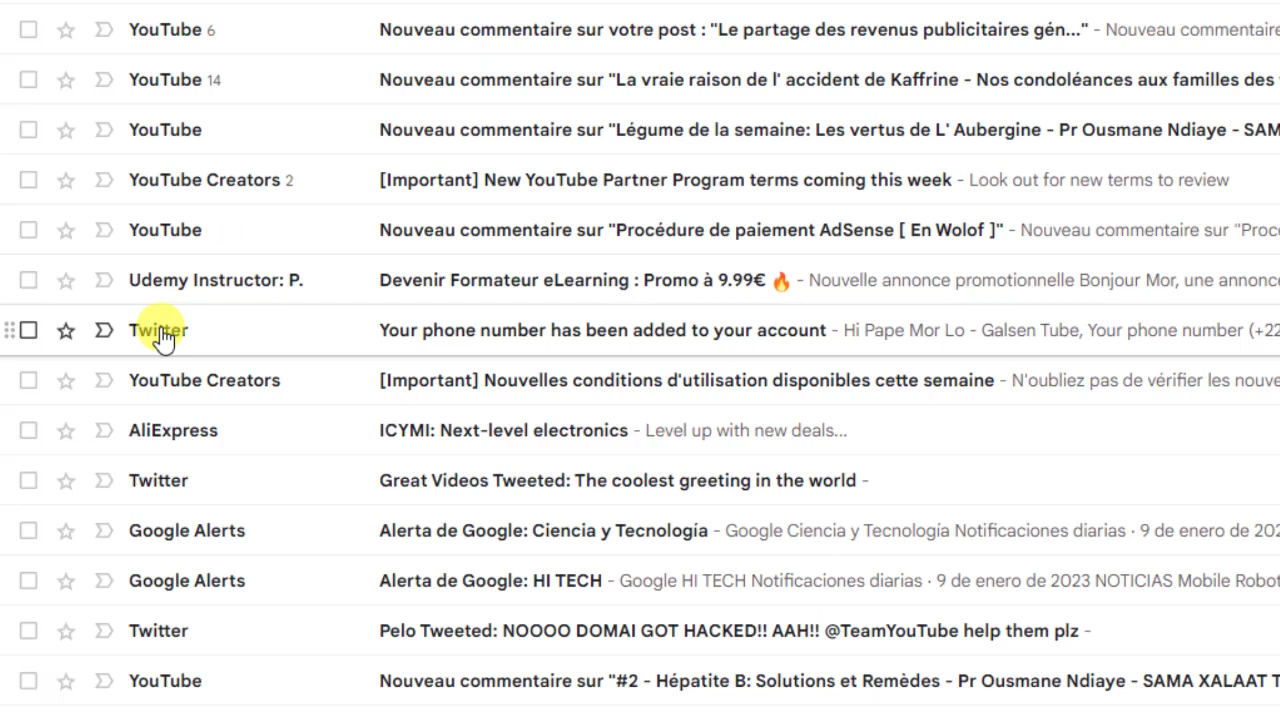 YouTube 6 Nouveau commentaire sur votre post : "Le partage des revenus publicitaires gén..." - Nouveau commentaire
YouTube 14 Nouveau commentaire sur "La vraie raison de l' accident de Kaffrine - Nos condoléances aux familles des
YouTube Nouveau commentaire sur "Légume de la semaine: Les vertus de L' Aubergine - Pr Ousmane Ndiaye - SAM
YouTube Creators 2 [Important] New YouTube Partner Program terms coming this week - Look out for new terms to review
YouTube Nouveau commentaire sur "Procédure de paiement AdSense [ En Wolof ]" - Nouveau commentaire sur "Procé
Udemy Instructor: P. Devenir Formateur eLearning : Promo à 9.99€ 🔥 - Nouvelle annonce promotionnelle Bonjour Mor, une annonce
Twitter Your phone number has been added to your account - Hi Pape Mor Lo - Galsen Tube, Your phone number (+22
YouTube Creators [Important] Nouvelles conditions d'utilisation disponibles cette semaine - N'oubliez pas de vérifier les nouve
AliExpress ICYMI: Next-level electronics - Level up with new deals...
Twitter Great Videos Tweeted: The coolest greeting in the world -
Google Alerts Alerta de Google: Ciencia y Tecnología - Google Ciencia y Tecnología Notificaciones diarias · 9 de enero de 202
Google Alerts Alerta de Google: HI TECH - Google HI TECH Notificaciones diarias · 9 de enero de 2023 NOTICIAS Mobile Robot
Twitter Pelo Tweeted: NOOOO DOMAI GOT HACKED!! AAH!! @TeamYouTube help them plz -
YouTube Nouveau commentaire sur "#2 - Hépatite B: Solutions et Remèdes - Pr Ousmane Ndiaye - SAMA XALAAT T